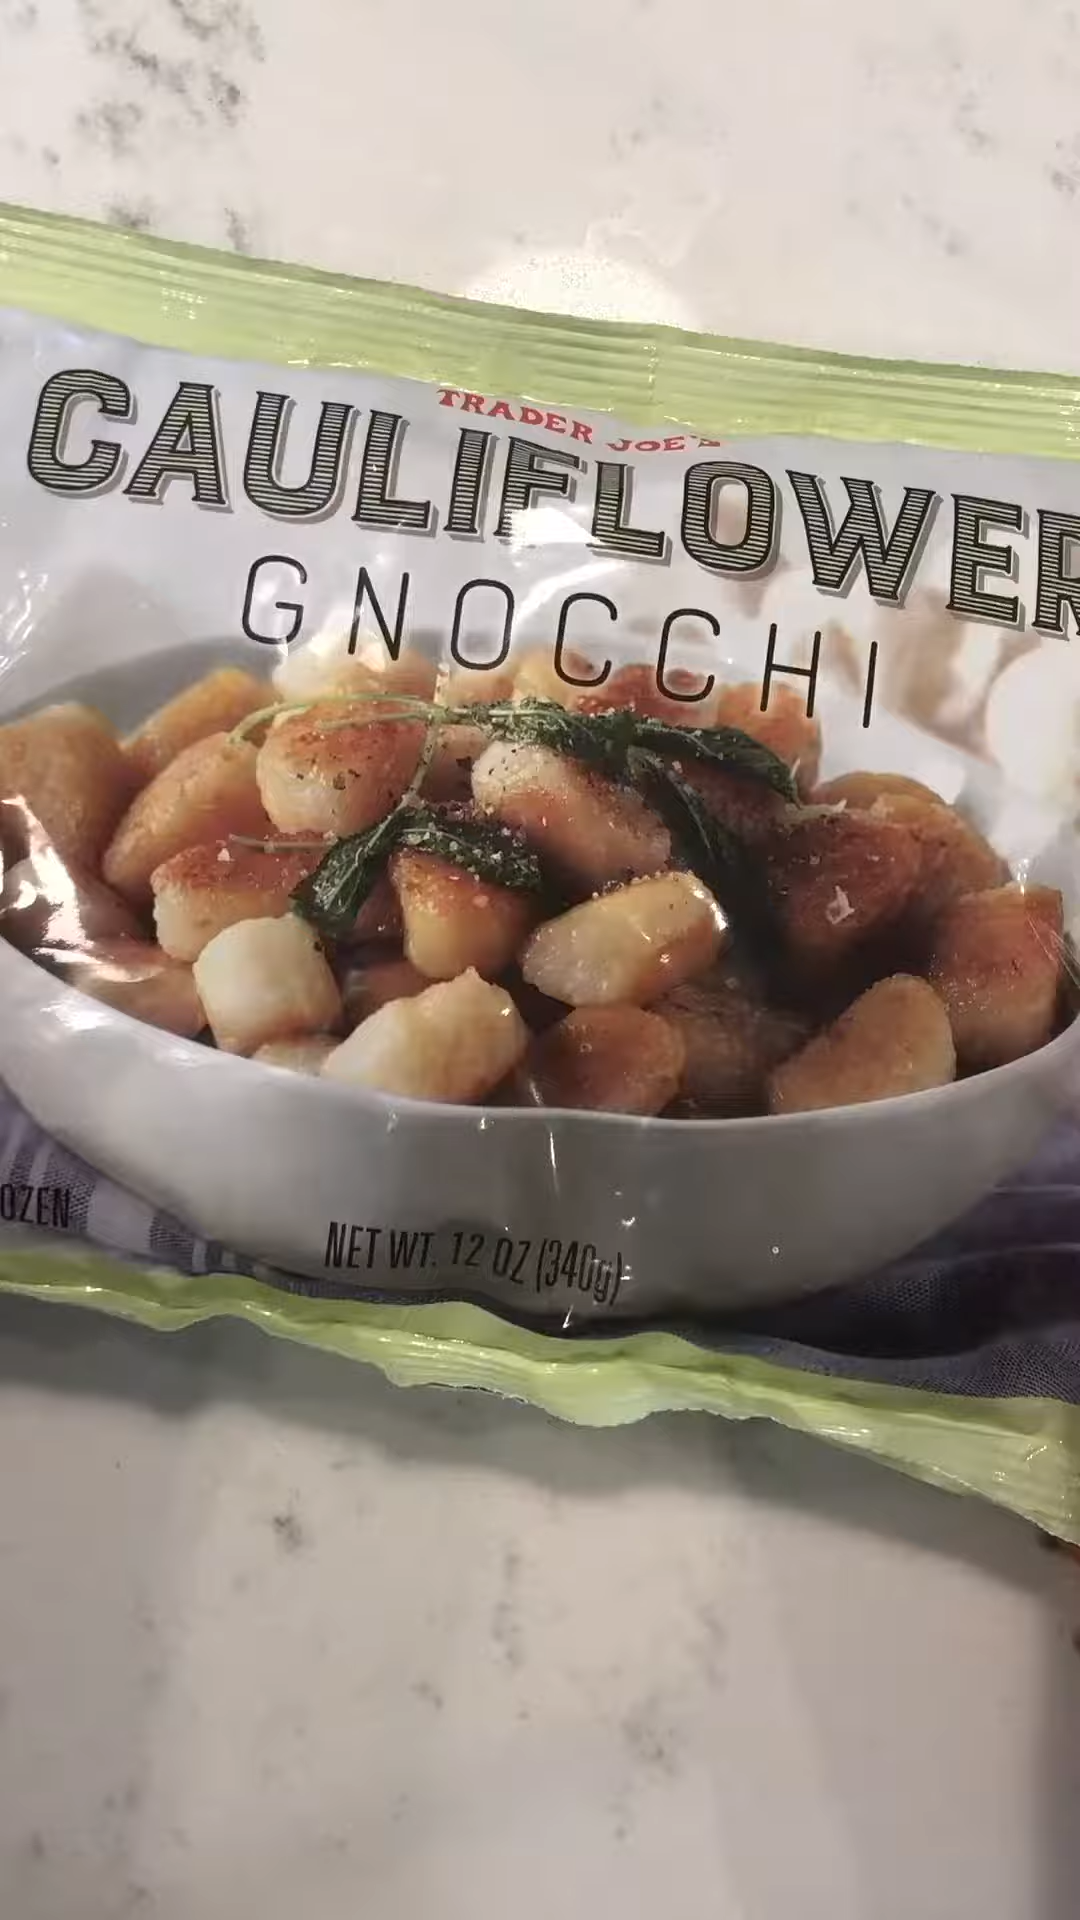 TRADER JOE'S
CAULIFLOWER
GNOCCHI
OZEN
NET WT. 12 OZ (340g)